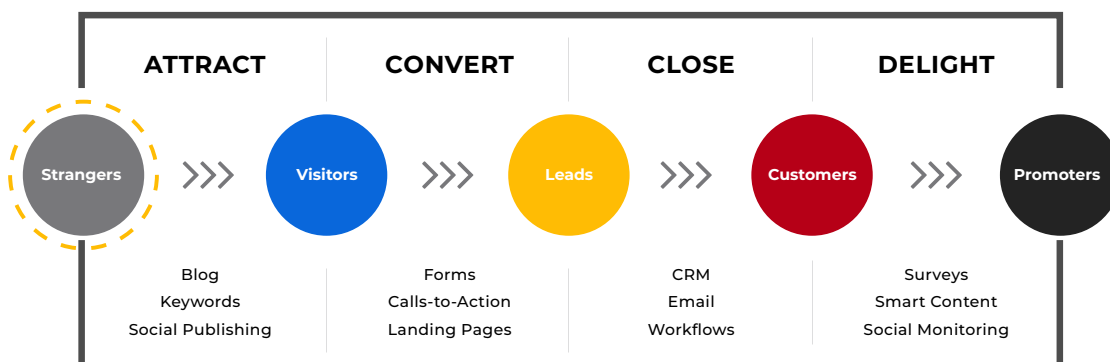 ATTRACT
CONVERT
CLOSE
DELIGHT
Strangers
Visitors
Leads
Customers
Promoters
Blog
Keywords
Social Publishing
Forms
Calls-to-Action
Landing Pages
CRM
Email
Workflows
Surveys
Smart Content
Social Monitoring